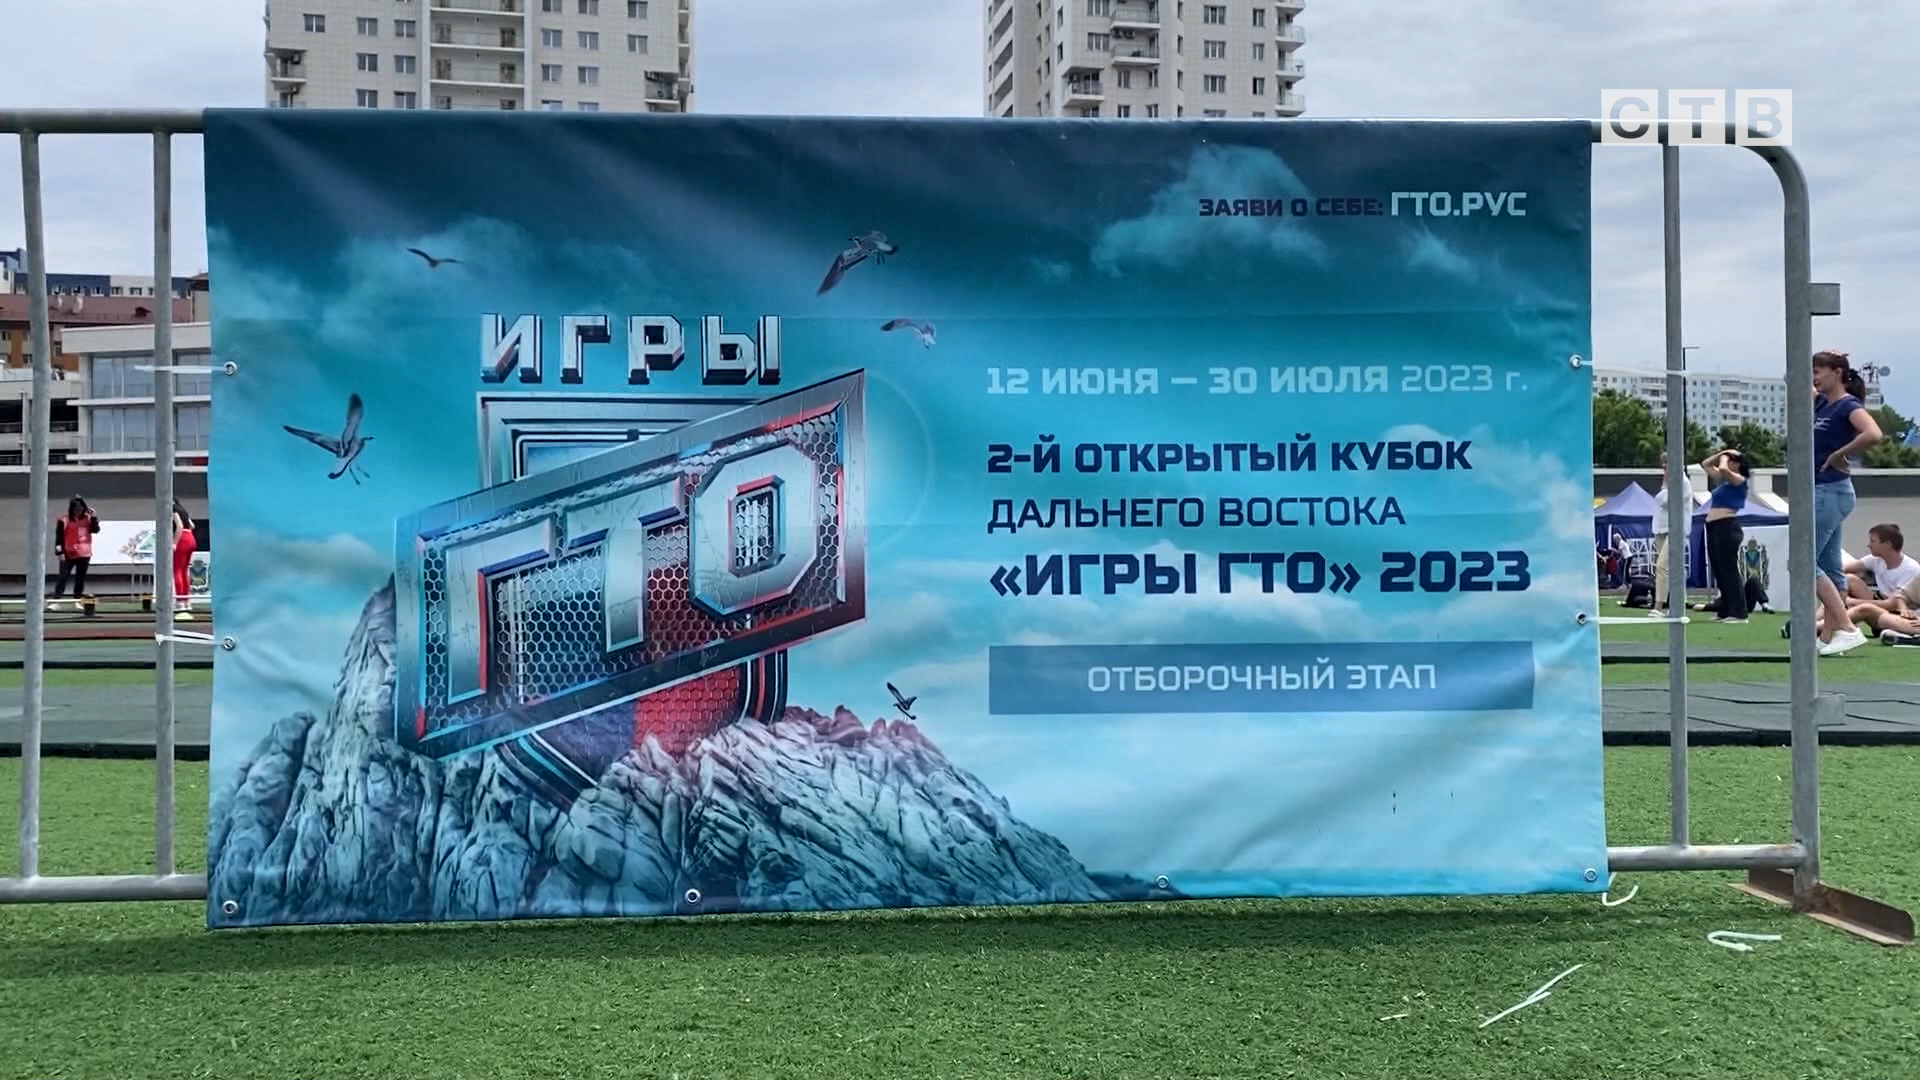 СТВ
ЗАЯВИ О СЕБЕ: ГТО.РУС
ИГРЫ
ГТО
12 ИЮНЯ – 30 ИЮЛЯ 2023 г.
2-Й ОТКРЫТЫЙ КУБОК
ДАЛЬНЕГО ВОСТОКА
«ИГРЫ ГТО» 2023
ОТБОРОЧНЫЙ ЭТАП